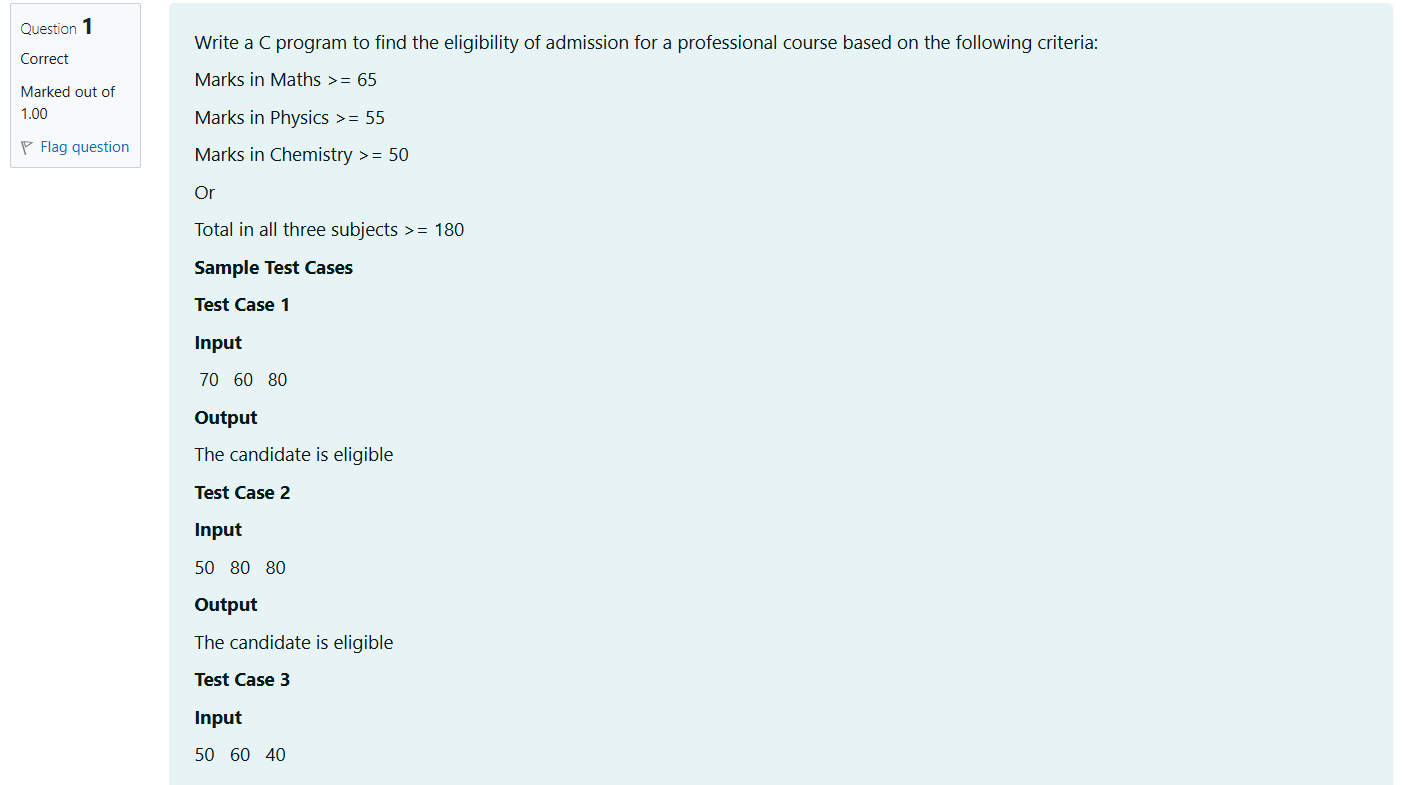 Question 1
Correct
Marked out of
1.00
Flag question
Write a C program to find the eligibility of admission for a professional course based on the following criteria:
Marks in Maths >= 65
Marks in Physics >= 55
Marks in Chemistry >= 50
Or
Total in all three subjects >= 180
Sample Test Cases
Test Case 1
Input
70 60 80
Output
The candidate is eligible
Test Case 2
Input
50 80 80
Output
The candidate is eligible
Test Case 3
Input
50 60 40